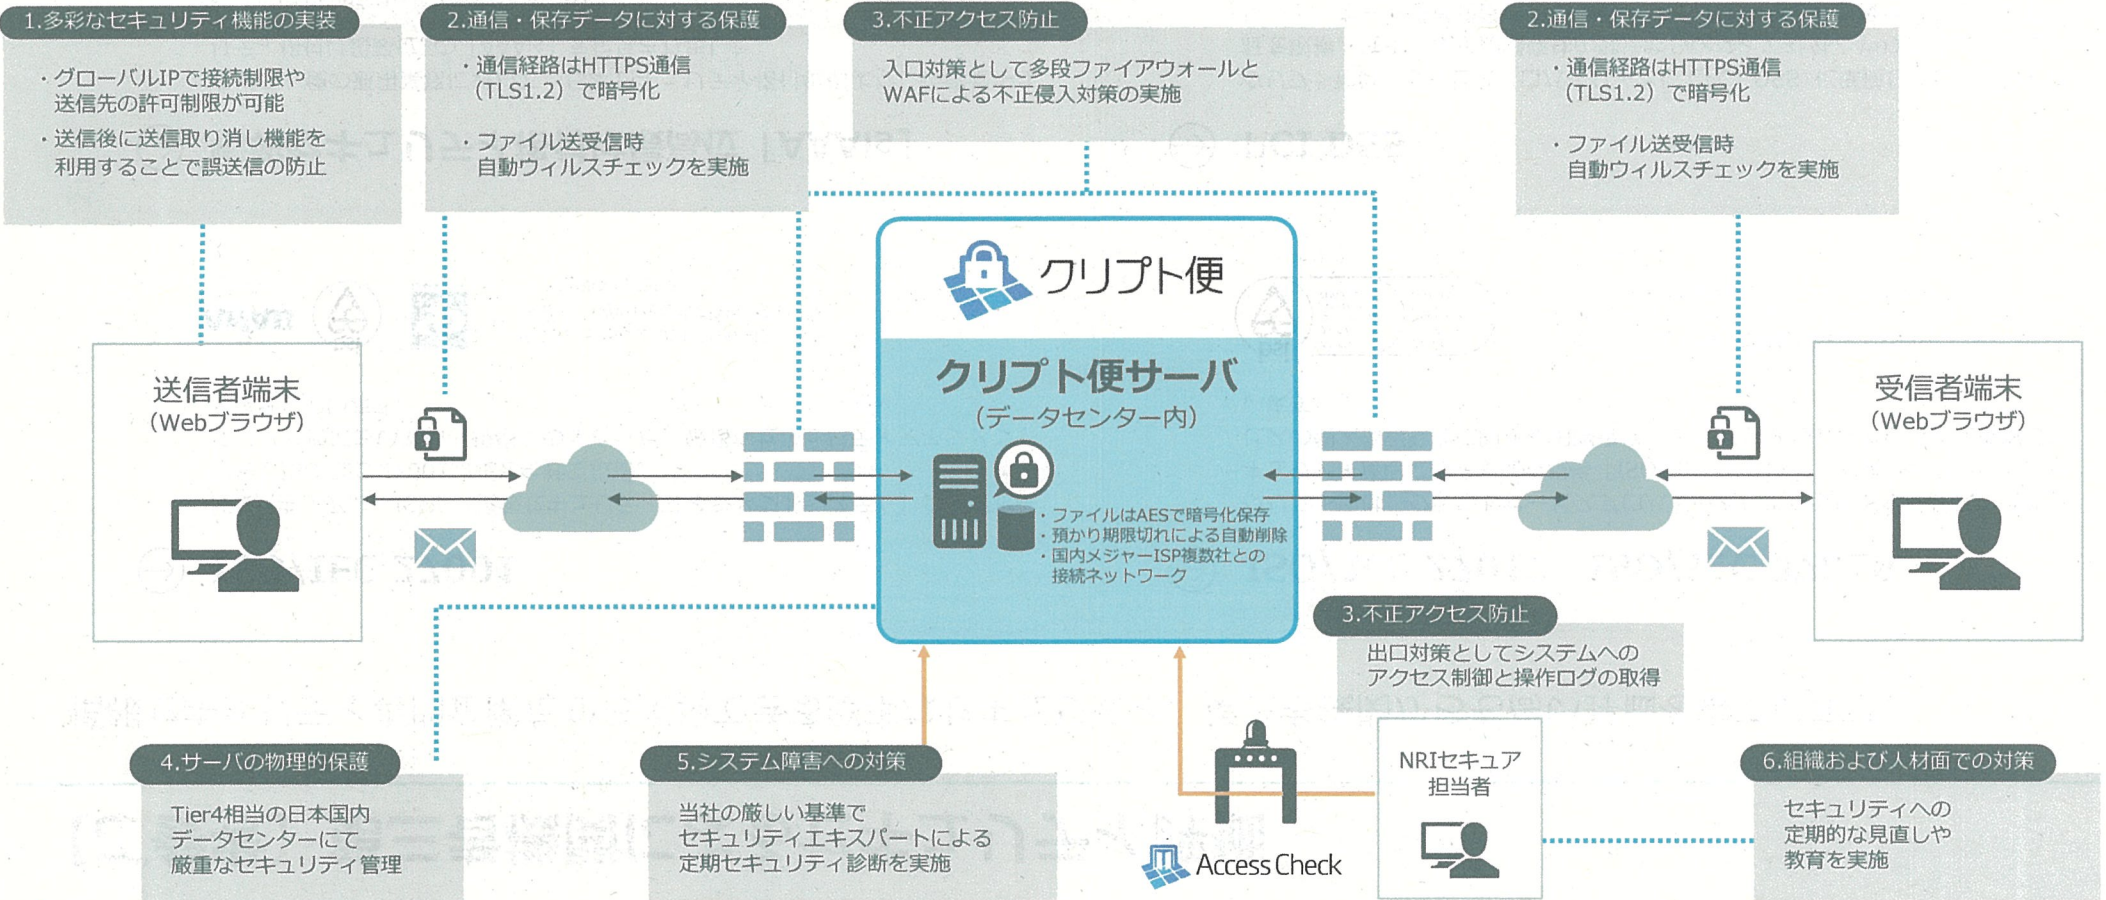 1.多彩なセキュリティ機能の実装
・グローバルIPで接続制限や
送信先の許可制限が可能
・送信後に送信取り消し機能を
利用することで誤送信の防止
2.通信・保存データに対する保護
・通信経路はHTTPS通信
（TLS1.2）で暗号化
・ファイル送受信時
自動ウィルスチェックを実施
3.不正アクセス防止
入口対策として多段ファイアウォールと
WAFによる不正侵入対策の実施
2.通信・保存データに対する保護
・通信経路はHTTPS通信
（TLS1.2）で暗号化
・ファイル送受信時
自動ウィルスチェックを実施
送信者端末
（Webブラウザ）
クリプト便
クリプト便サーバ
（データセンター内）
・ファイルはAESで暗号化保存
・預かり期限切れによる自動削除
・国内メジャーISP複数社との
接続ネットワーク
受信者端末
（Webブラウザ）
3.不正アクセス防止
出口対策としてシステムへの
アクセス制御と操作ログの取得
4.サーバの物理的保護
Tier4相当の日本国内
データセンターにて
厳重なセキュリティ管理
5.システム障害への対策
当社の厳しい基準で
セキュリティエキスパートによる
定期セキュリティ診断を実施
Access Check
NRIセキュア
担当者
6.組織および人材面での対策
セキュリティへの
定期的な見直しや
教育を実施